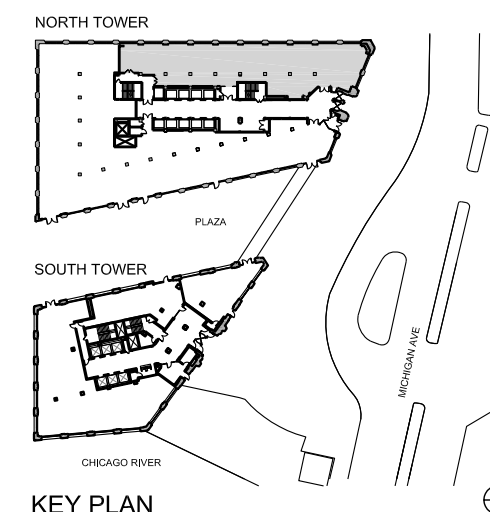 NORTH TOWER
PLAZA
SOUTH TOWER
MICHIGAN AVE
CHICAGO RIVER
KEY PLAN